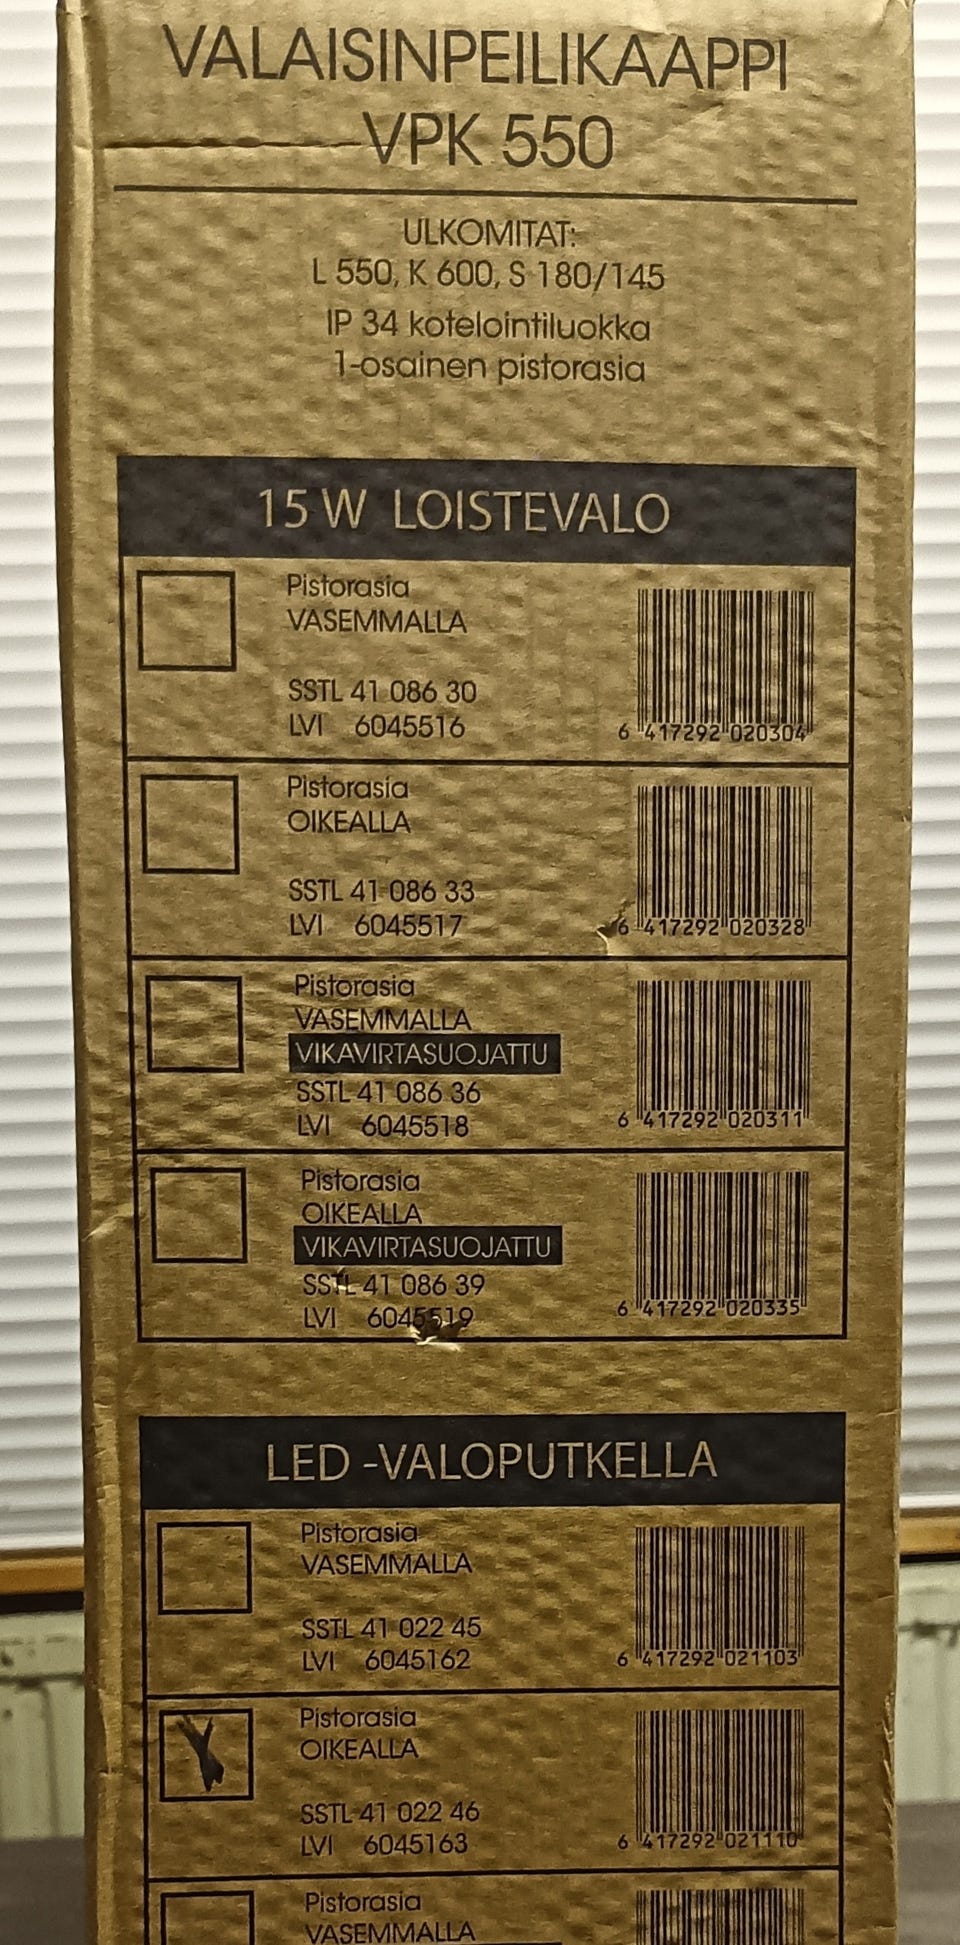 VALAISINPEILIKAAPPI
VPK 550
ULKOMITAT:
L 550, K 600, S 180/145
IP 34 kotelointiluokka
1-osainen pistorasia
15 W LOISTEVALO
Pistorasia
VASEMMALLA
SSTL 41 086 30
LVI 6045516
6 417292 020304
Pistorasia
OIKEALLA
SSTL 41 086 33
LVI 6045517
6 417292 020328
Pistorasia
VASEMMALLA
VIKAVIRTASUOJATTU
SSTL 41 086 36
LVI 6045518
6 417292 020311
Pistorasia
OIKEALLA
VIKAVIRTASUOJATTU
SSTL 41 086 39
LVI 6045519
6 417292 020335
LED -VALOPUTKELLA
Pistorasia
VASEMMALLA
SSTL 41 022 45
LVI 6045162
6 417292 021103
Pistorasia
OIKEALLA
SSTL 41 022 46
LVI 6045163
6 417292 021110
Pistorasia
VASEMMALLA